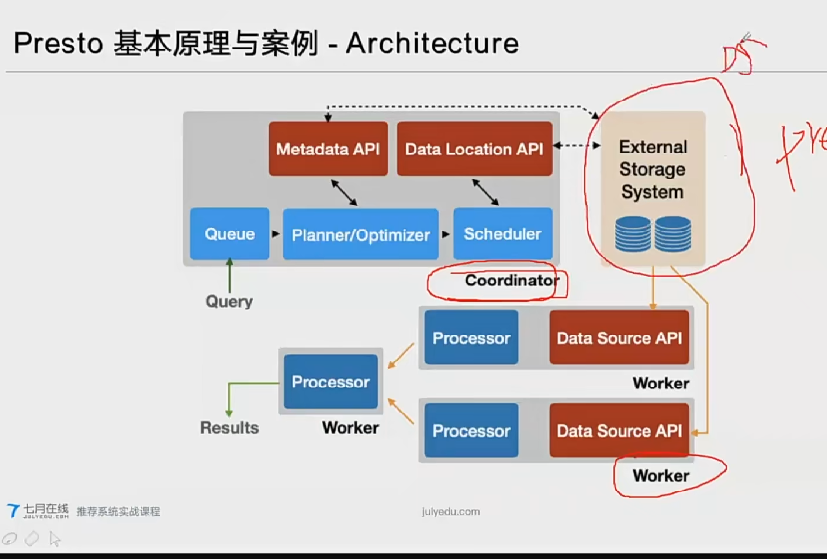 Presto 基本原理与案例 - Architecture
DS
Metadata API
Data Location API
External
Storage
System
Queue
Planner/Optimizer
Scheduler
Coordinator
Query
Processor
Data Source API
Worker
Processor
Worker
Results
Processor
Data Source API
Worker
七月在线
JULYEDU.COM
推荐系统实战课程
julyedu.com